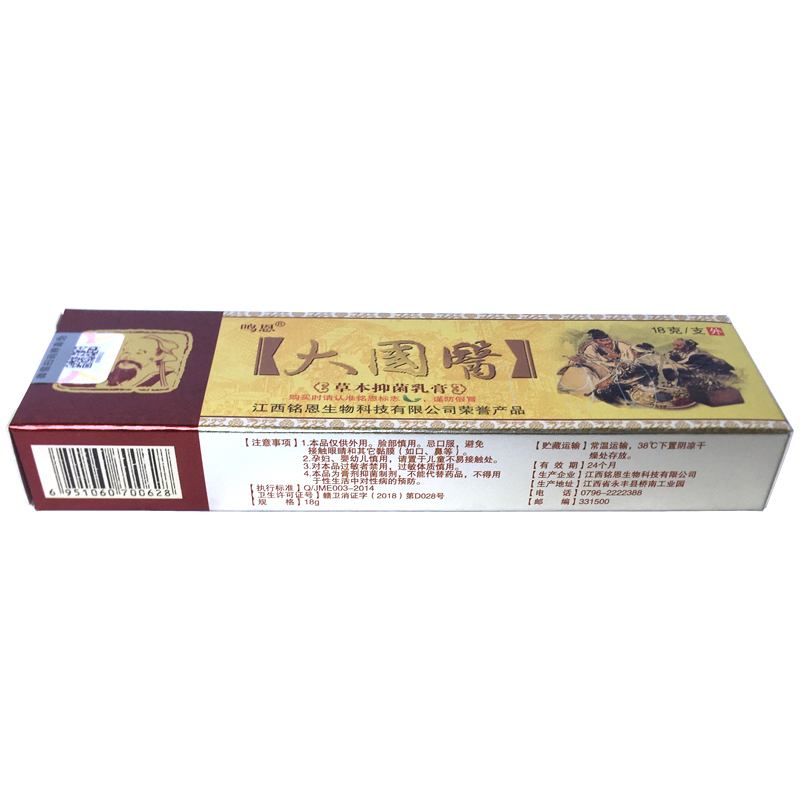 鸣恩®
18克/支 外
【大國醫】
草本抑菌乳膏
购买时请认准铭恩标志 ，谨防假冒
江西铭恩生物科技有限公司荣誉产品
【注意事项】1.本品仅供外用。脸部慎用。忌口服，避免
接触眼睛和其它黏膜（如口、鼻等）。
2.孕妇、婴幼儿慎用，请置于儿童不易接触处。
3.对本品过敏者禁用，过敏体质慎用。
4.本品为膏剂抑菌制剂，不能代替药品，不得用
于性生活中对性病的预防。
【执行标准】Q/JME003-2014
【卫生许可证号】赣卫消证字（2018）第D028号
【规 格】18g
【贮藏运输】常温运输，38℃下置阴凉干
燥处存放。
【有 效 期】24个月
【生产企业】江西铭恩生物科技有限公司
【生产地址】江西省永丰县桥南工业园
【电 话】0796-2222388
【邮 编】331500
6 951060 700628